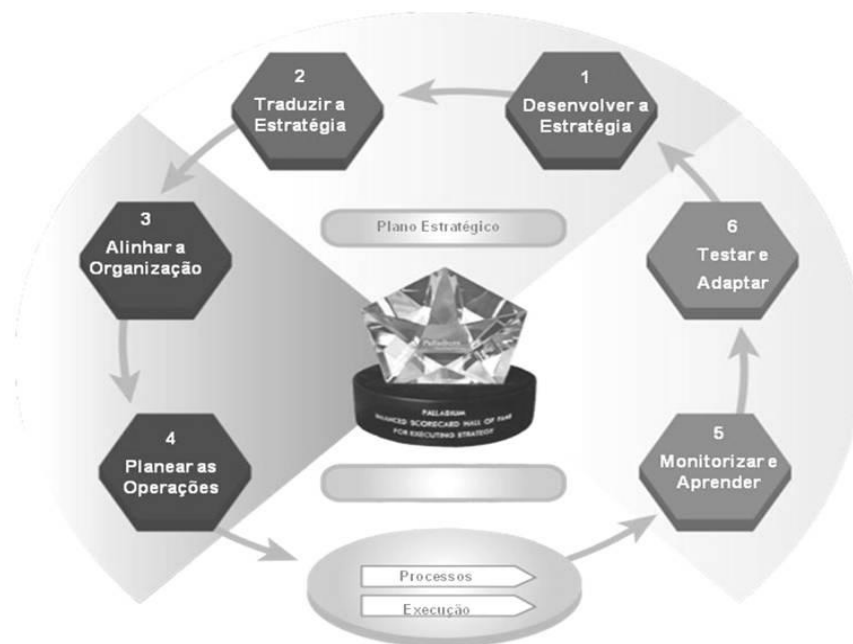 1
Desenvolver a
Estratégia
2
Traduzir a
Estratégia
3
Alinhar a
Organização
4
Planear as
Operações
5
Monitorizar e
Aprender
6
Testar e
Adaptar
Plano Estratégico
Palladium
PALLADIUM
BALANCED SCORECARD HALL OF FAME
FOR EXECUTING STRATEGY
Processos
Execução